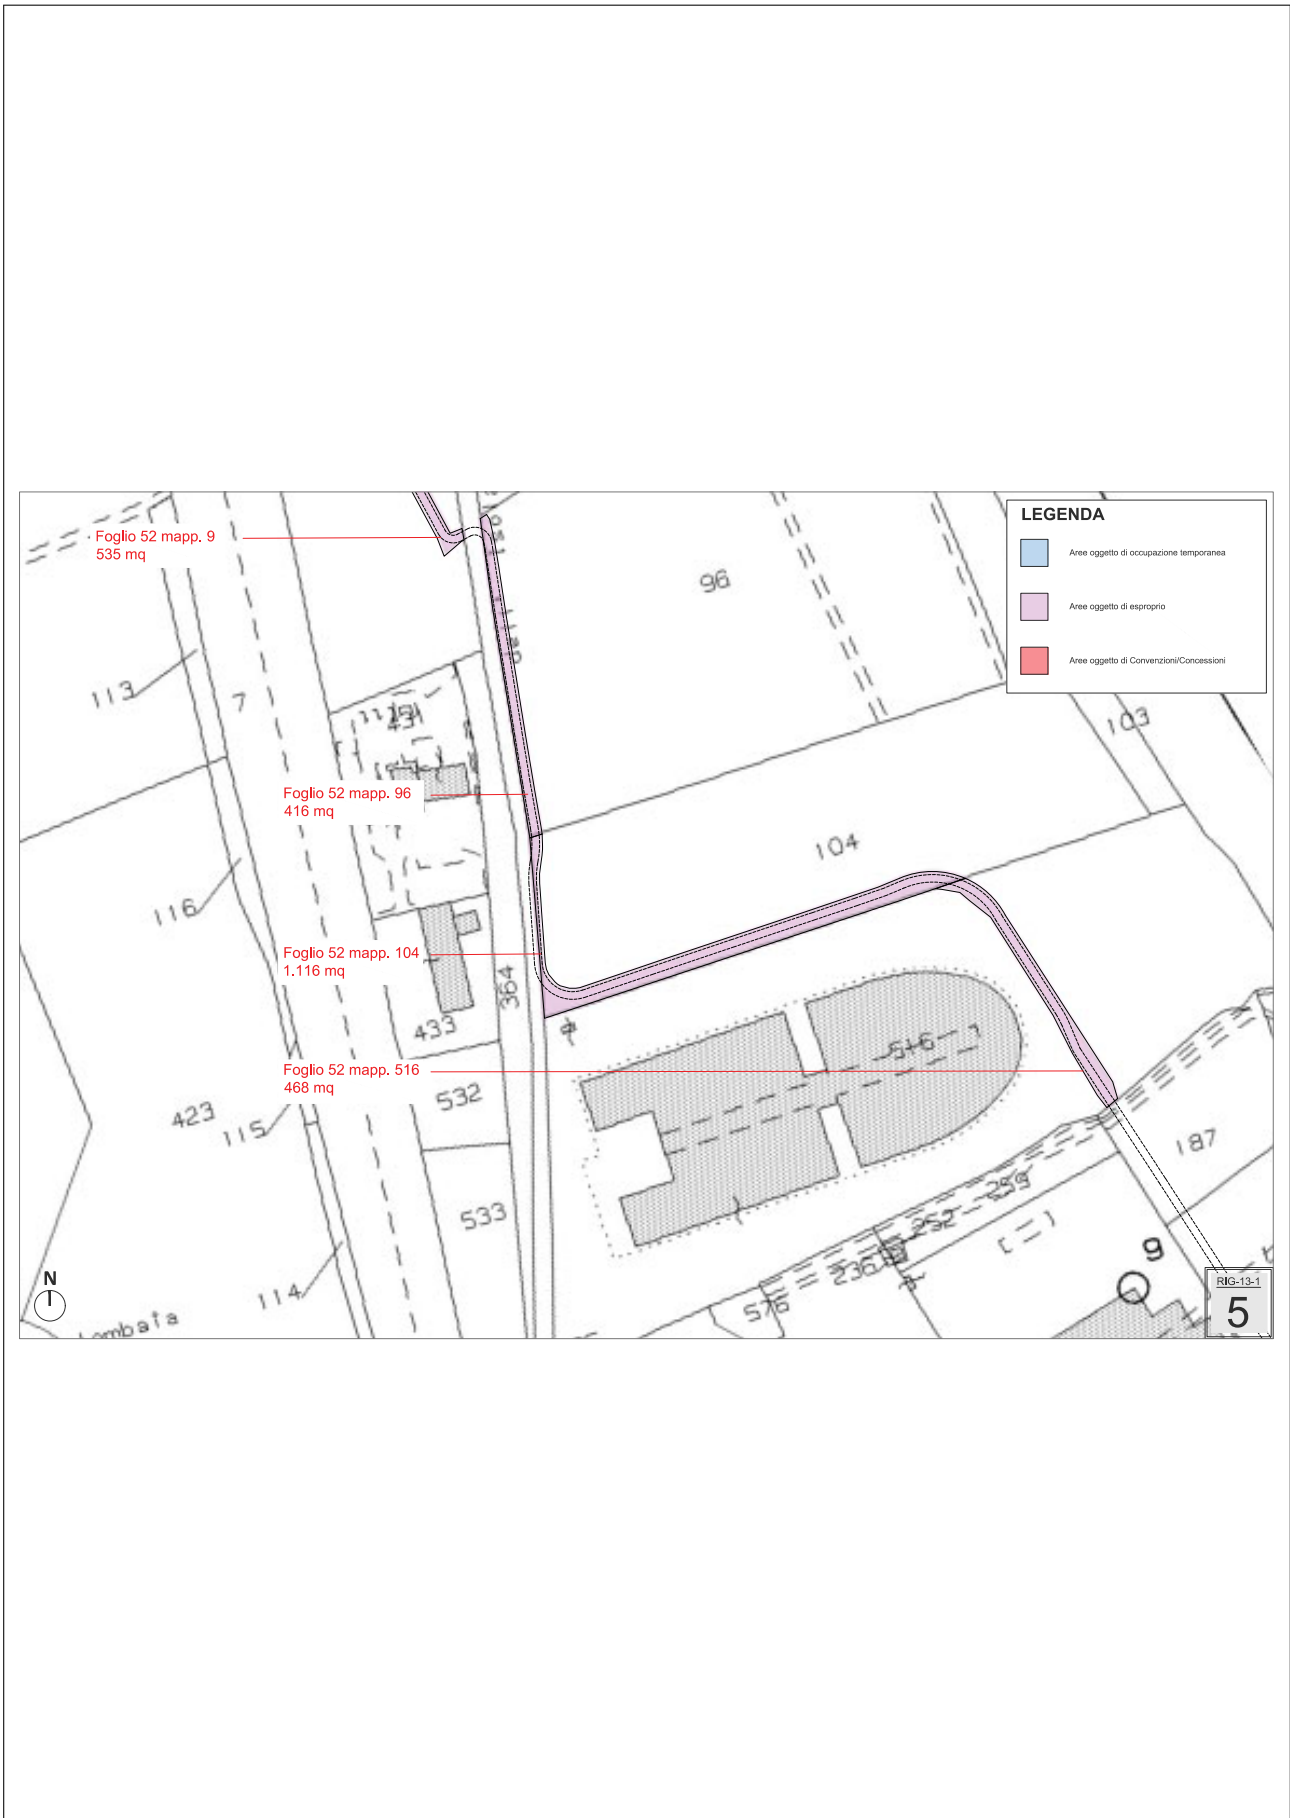 LEGENDA
Aree oggetto di occupazione temporanea
Aree oggetto di esproprio
Aree oggetto di Convenzioni/Concessioni
Foglio 52 mapp. 9
535 mq
96
113
7
431
103
Foglio 52 mapp. 96
416 mq
104
116
Foglio 52 mapp. 104
1.116 mq
364
433
516
Foglio 52 mapp. 516
468 mq
423
115
532
187
533
259
252
236
9
114
576
N
RIG-13-1
5